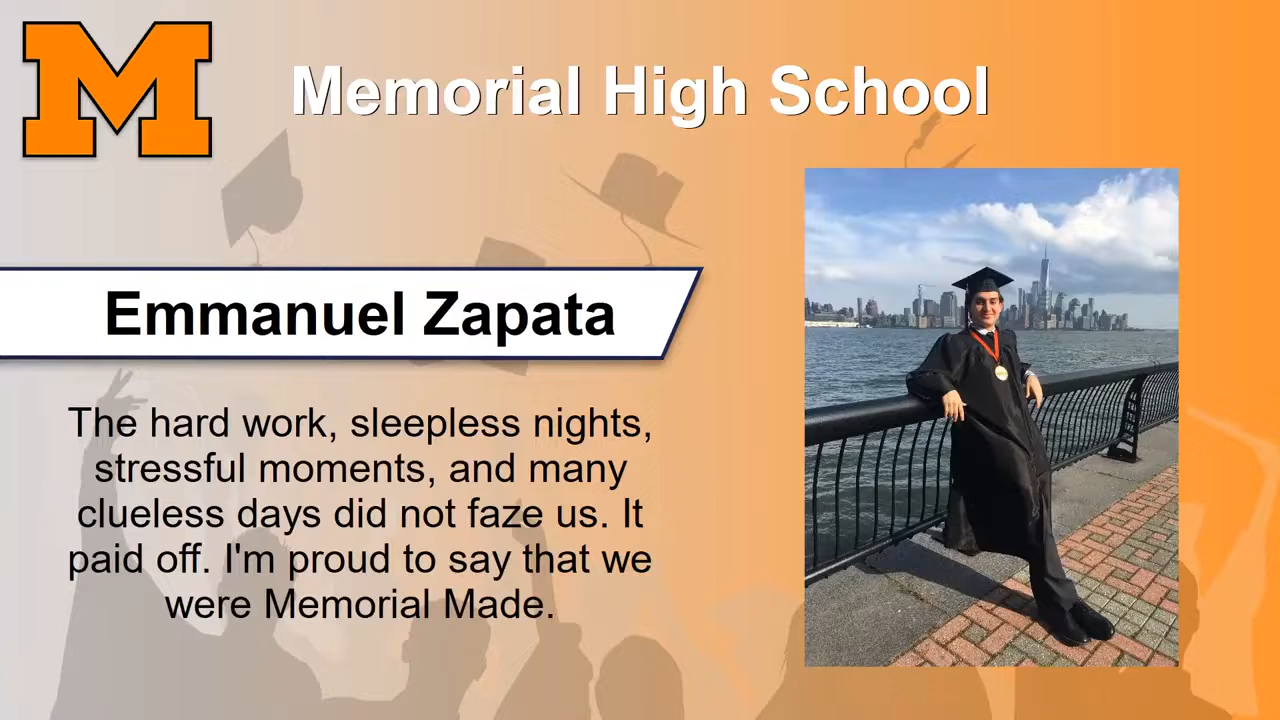 M
Memorial High School
Emmanuel Zapata
The hard work, sleepless nights,
stressful moments, and many
clueless days did not faze us. It
paid off. I'm proud to say that we
were Memorial Made.